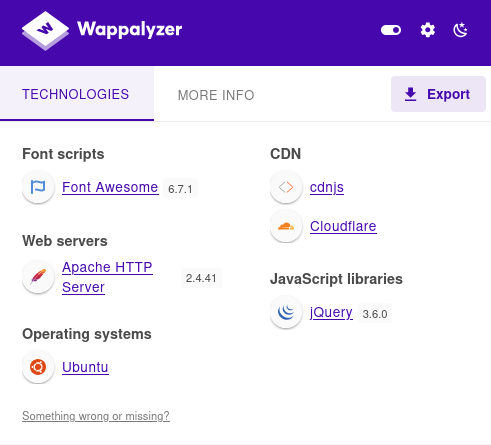 Wappalyzer
TECHNOLOGIES
MORE INFO
Export
Font scripts
Font Awesome 6.7.1
Web servers
Apache HTTP
Server
2.4.41
Operating systems
Ubuntu
CDN
cdnjs
Cloudflare
JavaScript libraries
jQuery 3.6.0
Something wrong or missing?